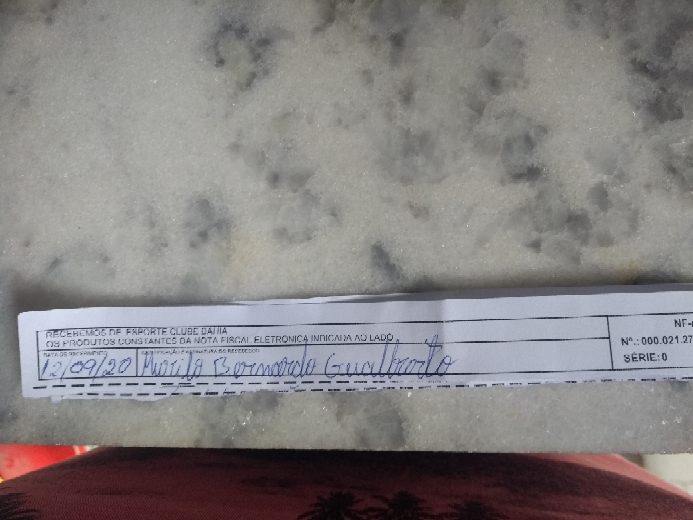 RECEBEMOS DE ESPORTE CLUBE BAHIA
OS PRODUTOS CONSTANTES DA NOTA FISCAL ELETRÔNICA INDICADA AO LADO
DATA DE RECEBIMENTO
IDENTIFICAÇÃO E ASSINATURA DO RECEBEDOR
12/09/20
Murilo Bernardo Gualberto
NF-
Nº.: 000.021.27
SÉRIE: 0